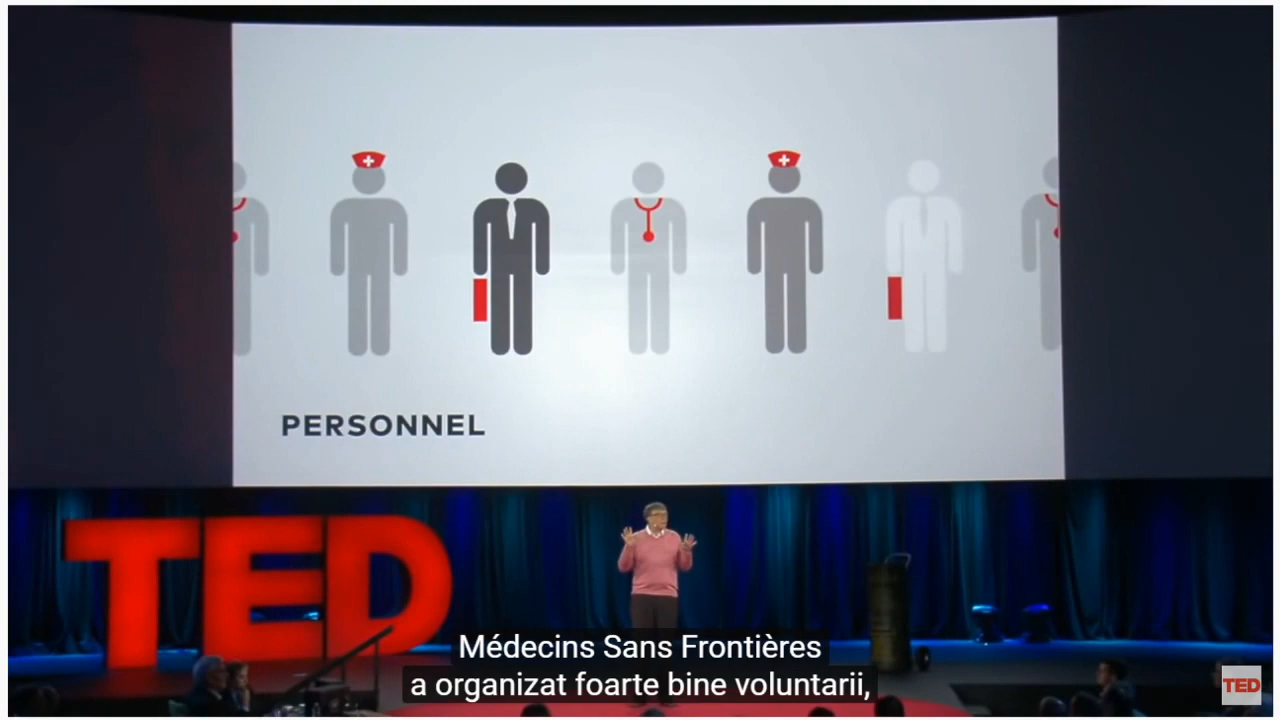 PERSONNEL
TED
Médecins Sans Frontières
a organizat foarte bine voluntarii,
TED